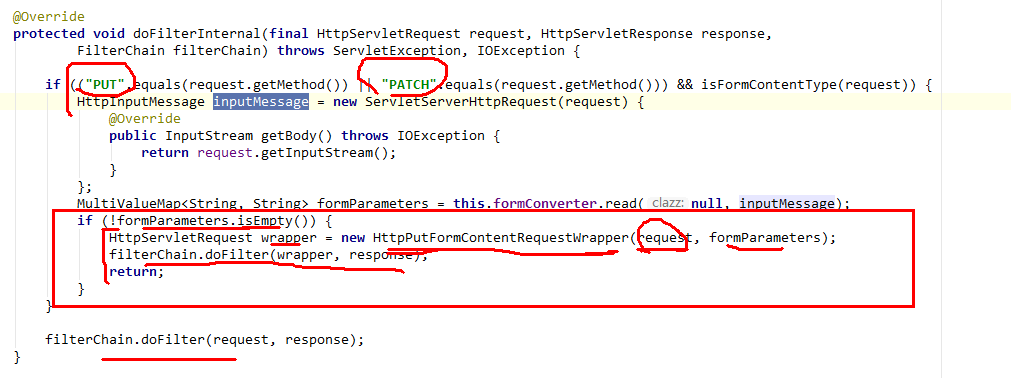 @Override
protected void doFilterInternal(final HttpServletRequest request, HttpServletResponse response,
FilterChain filterChain) throws ServletException, IOException {
if (("PUT".equals(request.getMethod()) || "PATCH".equals(request.getMethod())) && isFormContentType(request)) {
HttpInputMessage inputMessage = new ServletServerHttpRequest(request) {
@Override
public InputStream getBody() throws IOException {
return request.getInputStream();
}
};
MultiValueMap<String, String> formParameters = this.formConverter.read( clazz: null, inputMessage);
if (!formParameters.isEmpty()) {
HttpServletRequest wrapper = new HttpPutFormContentRequestWrapper(request, formParameters);
filterChain.doFilter(wrapper, response);
return;
}
}
filterChain.doFilter(request, response);
}